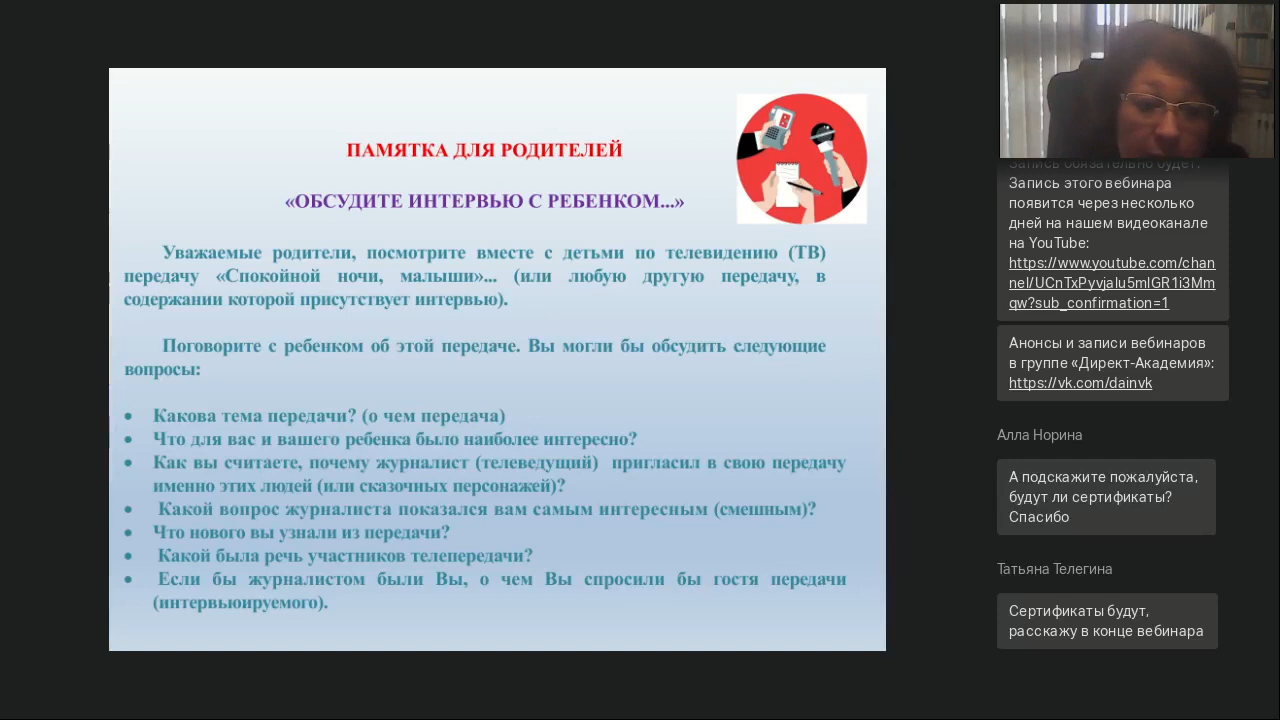 ПАМЯТКА ДЛЯ РОДИТЕЛЕЙ
«ОБСУДИТЕ ИНТЕРВЬЮ С РЕБЕНКОМ...»
Уважаемые родители, посмотрите вместе с детьми по телевидению (ТВ)
передачу «Спокойной ночи, малыши»... (или любую другую передачу, в
содержании которой присутствует интервью).
Поговорите с ребенком об этой передаче. Вы могли бы обсудить следующие
вопросы:
• Какова тема передачи? (о чем передача)
• Что для вас и вашего ребенка было наиболее интересно?
• Как вы считаете, почему журналист (телеведущий) пригласил в свою передачу
именно этих людей (или сказочных персонажей)?
• Какой вопрос журналиста показался вам самым интересным (смешным)?
• Что нового вы узнали из передачи?
• Какой была речь участников телепередачи?
• Если бы журналистом были Вы, о чем Вы спросили бы гостя передачи
(интервьюируемого).
Запись обязательно будет.
Запись этого вебинара
появится через несколько
дней на нашем видеоканале
на YouTube:
https://www.youtube.com/chan
nel/UCnTxPyvjaIu5mIGR1i3Mm
qw?sub_confirmation=1
Анонсы и записи вебинаров
в группе «Директ-Академия»:
https://vk.com/dainvk
Алла Норина
А подскажите пожалуйста,
будут ли сертификаты?
Спасибо
Татьяна Телегина
Сертификаты будут,
расскажу в конце вебинара